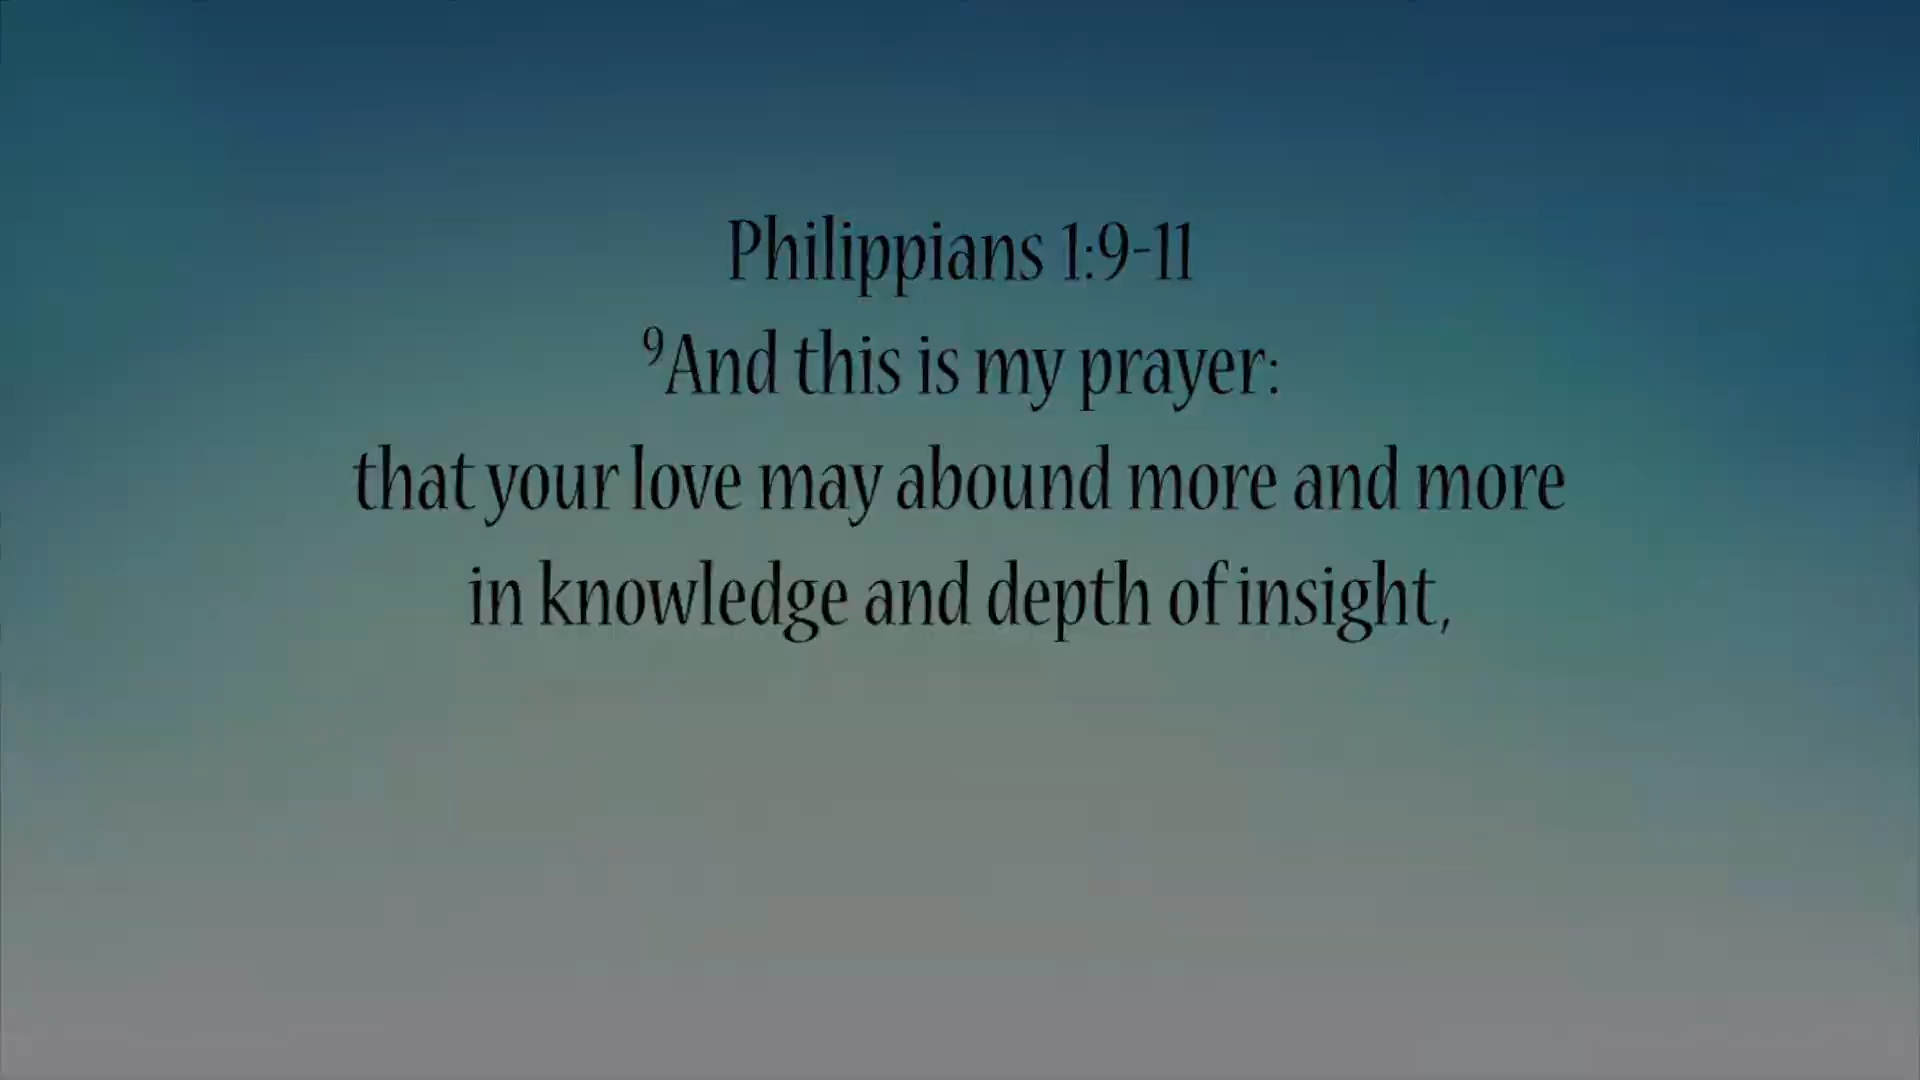 Philippians 1:9-11
⁹And this is my prayer:
that your love may abound more and more
in knowledge and depth of insight,